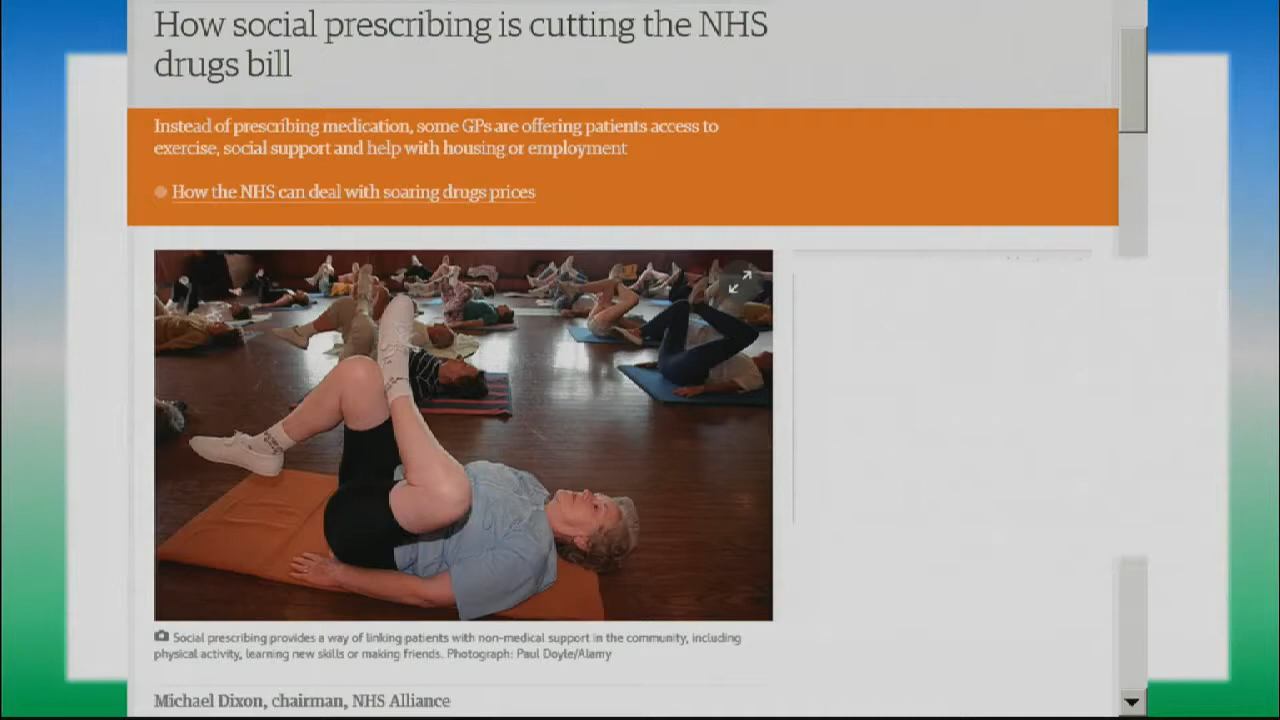 How social prescribing is cutting the NHS
drugs bill
Instead of prescribing medication, some GPs are offering patients access to
exercise, social support and help with housing or employment
How the NHS can deal with soaring drugs prices
Social prescribing provides a way of linking patients with non-medical support in the community, including
physical activity, learning new skills or making friends. Photograph: Paul Doyle/Alamy
Michael Dixon, chairman, NHS Alliance